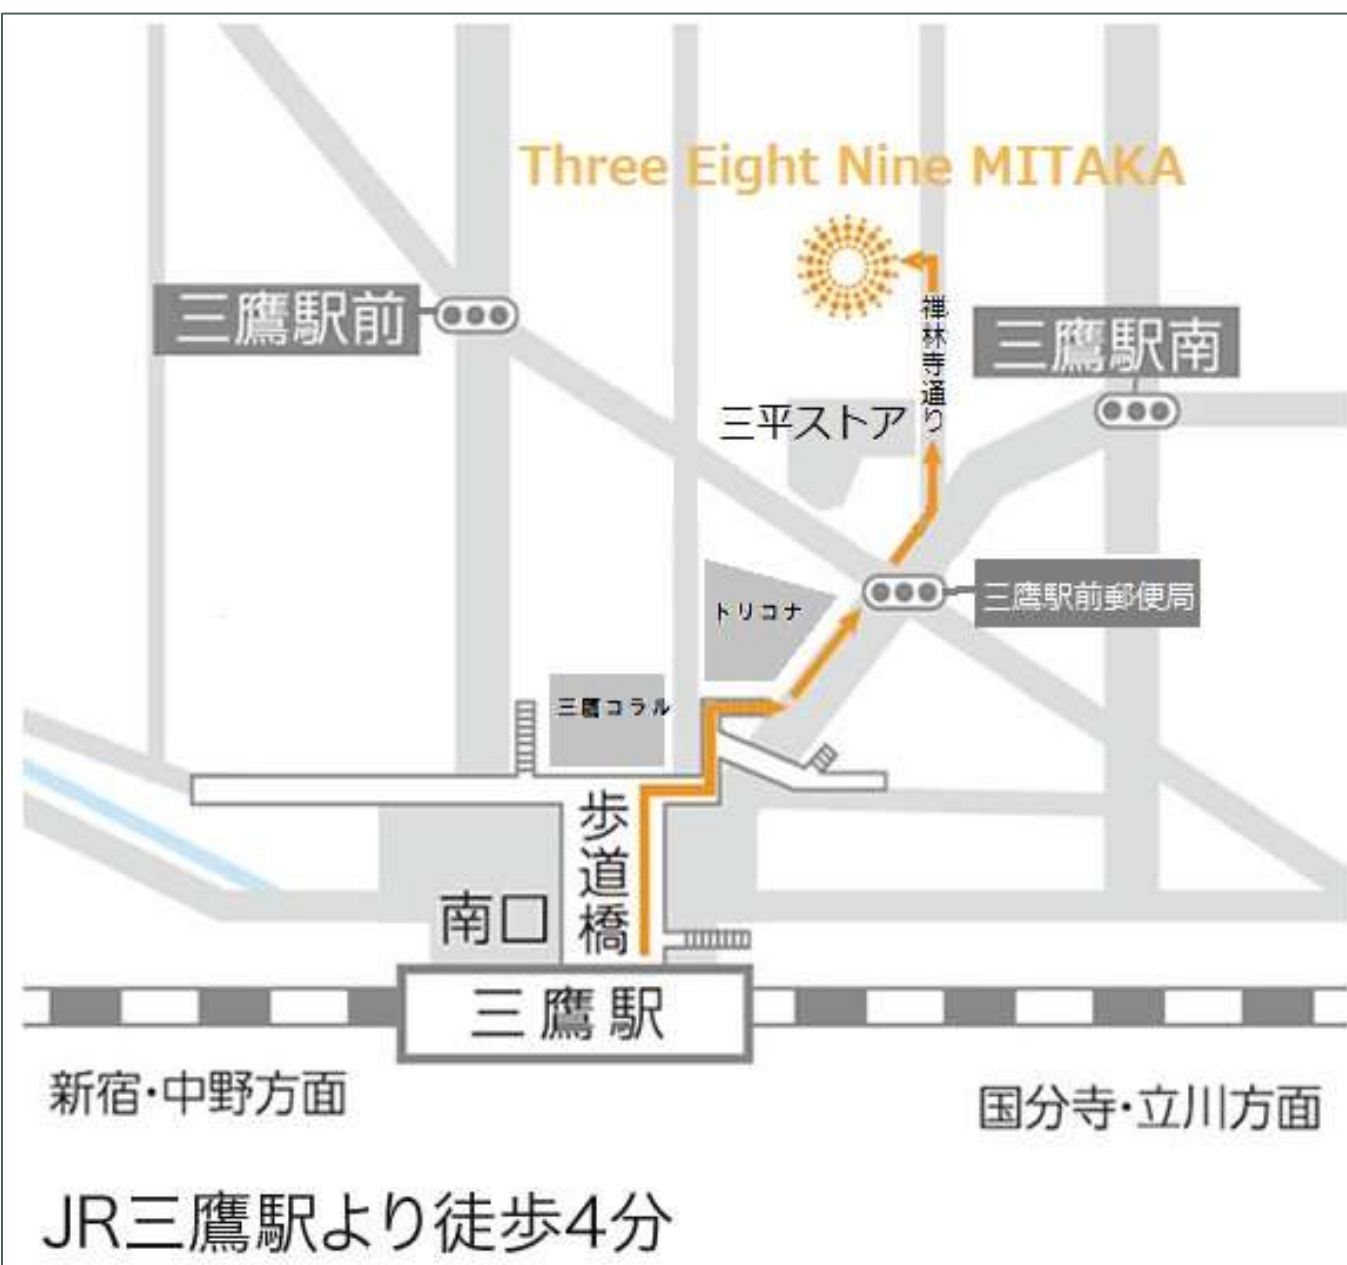 Three Eight Nine MITAKA
三鷹駅前
禅林寺通り
三鷹駅南
三平ストア
トリコナ
三鷹駅前郵便局
三鷹コラル
歩道橋
南口
三鷹駅
新宿・中野方面
国分寺・立川方面
JR三鷹駅より徒歩4分